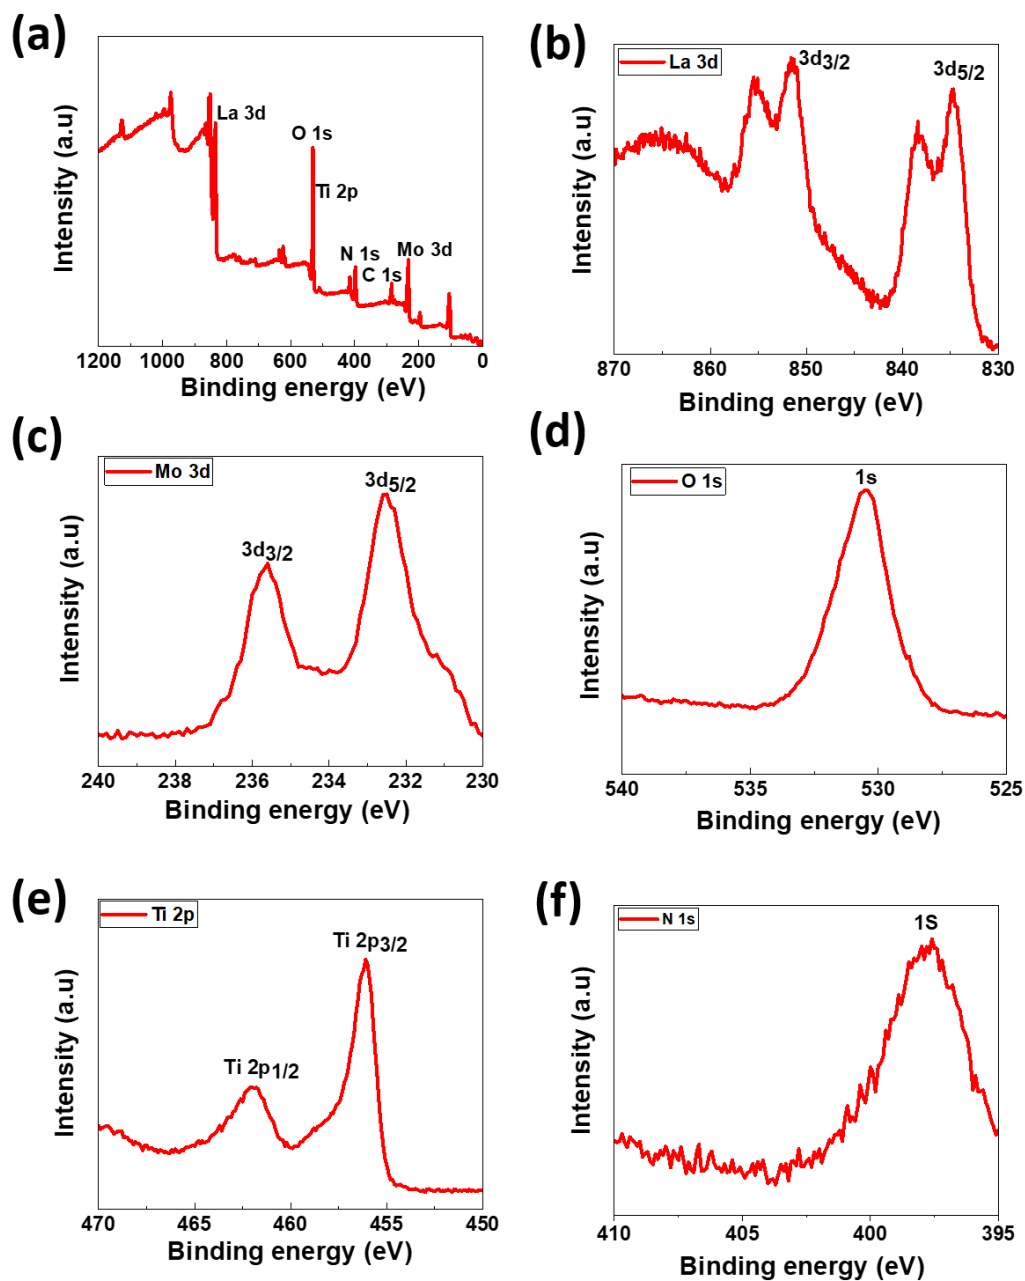 (a)
La 3d
O 1s
Ti 2p
N 1s
C 1s
Mo 3d
Intensity (a.u)
1200 1000 800 600 400 200 0
Binding energy (eV)
(b)
La 3d
3d3/2
3d5/2
Intensity (a.u)
870 860 850 840 830
Binding energy (eV)
(c)
Mo 3d
3d3/2
3d5/2
Intensity (a.u)
240 238 236 234 232 230
Binding energy (eV)
(d)
O 1s
1s
Intensity (a.u)
540 535 530 525
Binding energy (eV)
(e)
Ti 2p
Ti 2p1/2
Ti 2p3/2
Intensity (a.u)
470 465 460 455 450
Binding energy (eV)
(f)
N 1s
1S
Intensity (a.u)
410 405 400 395
Binding energy (eV)